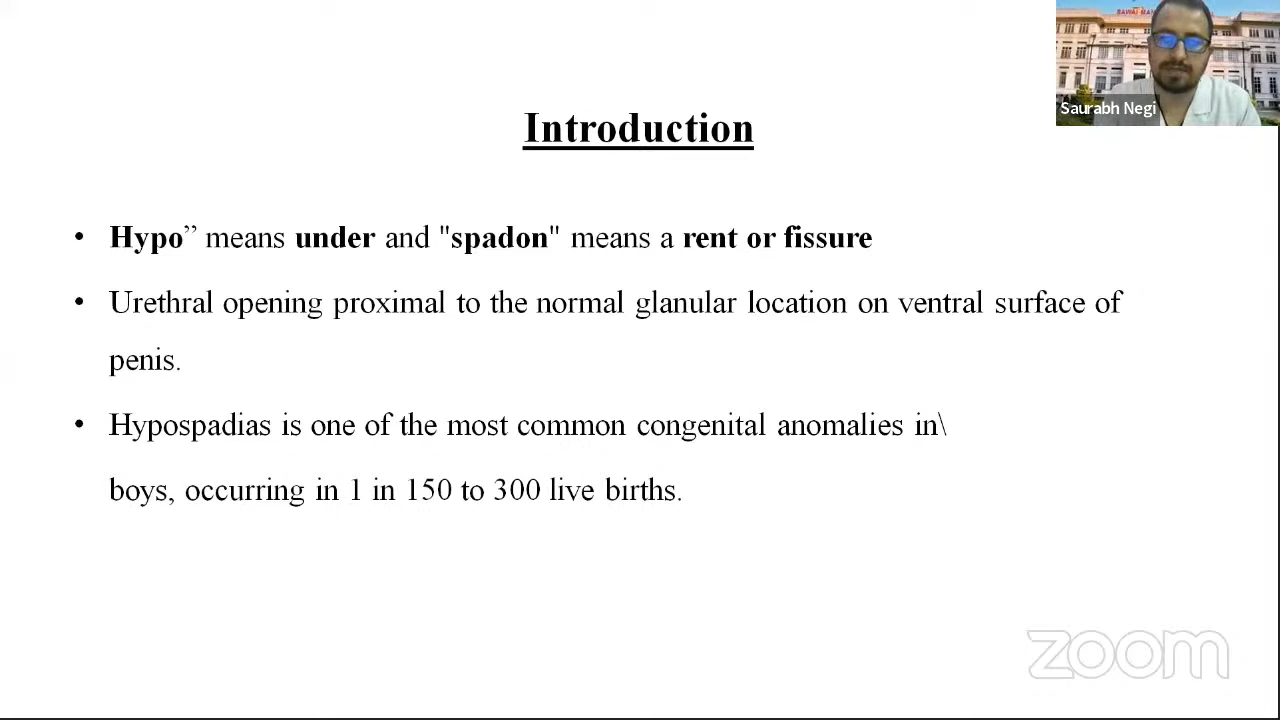 SAWAI MAN
Saurabh Negi
Introduction
• Hypo” means under and "spadon" means a rent or fissure
• Urethral opening proximal to the normal glanular location on ventral surface of
penis.
• Hypospadias is one of the most common congenital anomalies in\
boys, occurring in 1 in 150 to 300 live births.
zoom